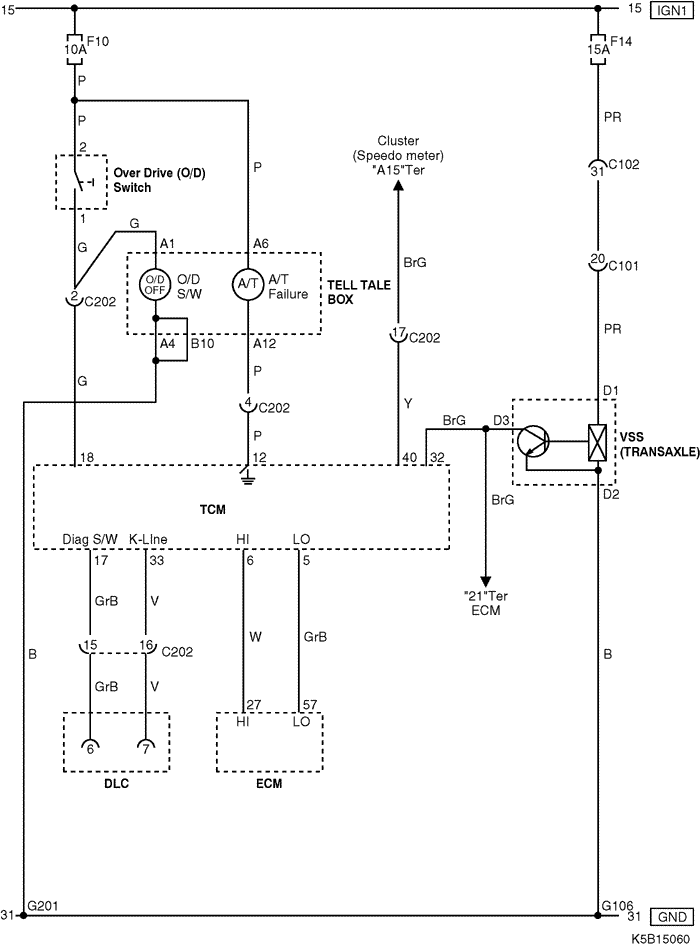 15
15 IGN1
F10
10A
F14
15A
P
P
PR
2
Over Drive (O/D)
Switch
1
P
Cluster
(Speedo meter)
"A15"Ter
31 C102
G
G
A1
A6
BrG
20 C101
O/D
OFF
O/D
S/W
A/T
A/T
Failure
TELL TALE
BOX
2 C202
17 C202
PR
A4
B10
A12
P
G
4 C202
Y
D1
P
BrG
D3
VSS
(TRANSAXLE)
18
12
40
32
D2
BrG
TCM
Diag S/W
K-LIne
HI
LO
17
33
6
5
"21"Ter
ECM
GrB
V
W
GrB
B
B
15
16 C202
GrB
V
27
57
HI
LO
6
7
DLC
ECM
G201
G106
31
31 GND
K5B15060